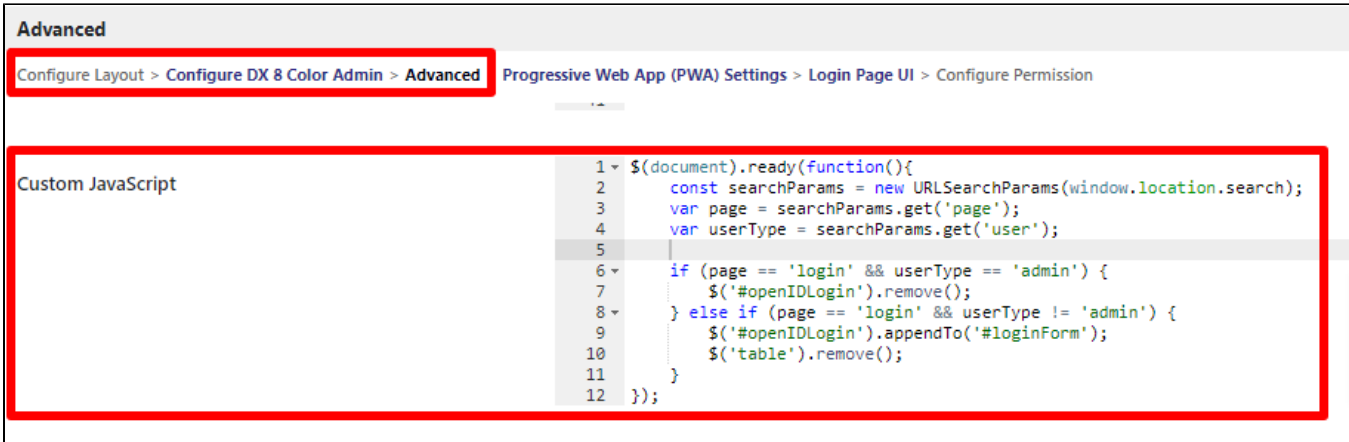 Advanced
Configure Layout > Configure DX 8 Color Admin > Advanced Progressive Web App (PWA) Settings > Login Page UI > Configure Permission
Custom JavaScript
1 $(document).ready(function(){
2 const searchParams = new URLSearchParams(window.location.search);
3 var page = searchParams.get('page');
4 var userType = searchParams.get('user');
5
6 if (page == 'login' && userType == 'admin') {
7 $('#openIDLogin').remove();
8 } else if (page == 'login' && userType != 'admin') {
9 $('#openIDLogin').appendTo('#loginForm');
10 $('table').remove();
11 }
12 });